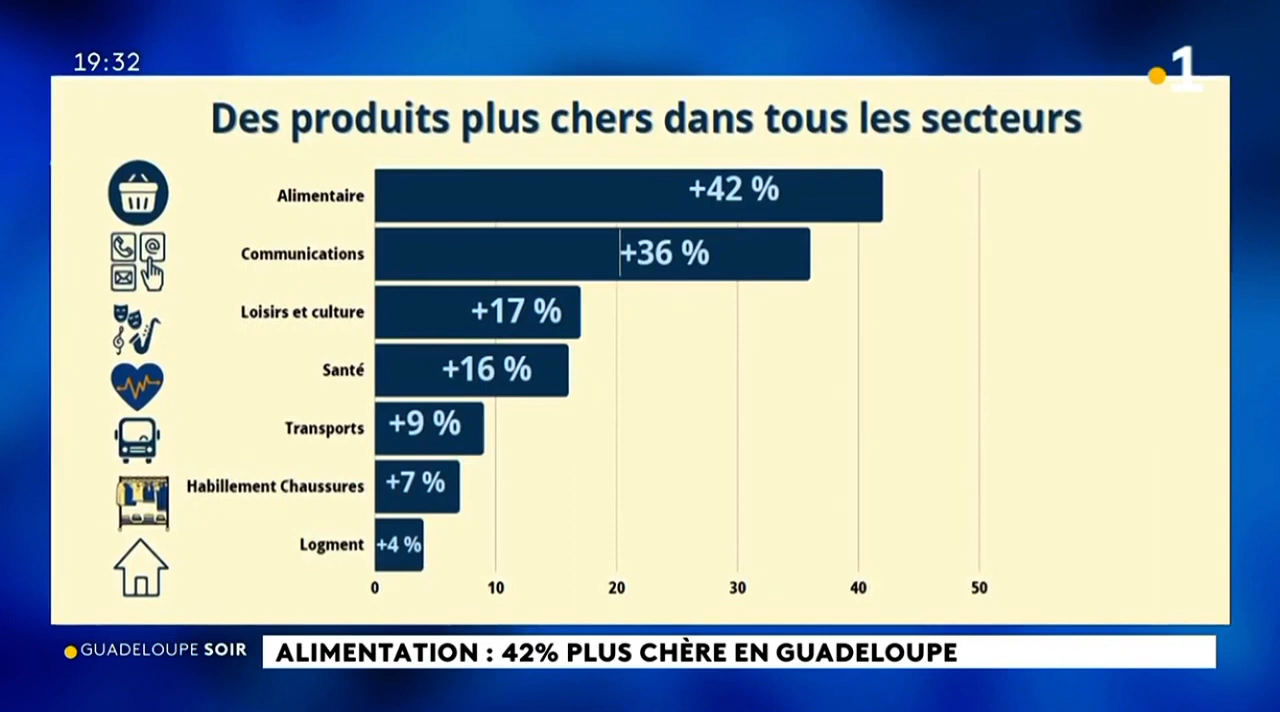 19:32
1
Des produits plus chers dans tous les secteurs
Alimentaire +42 %
@
Communications +36 %
Loisirs et culture +17 %
Santé +16 %
Transports +9 %
Habillement Chaussures +7 %
Logment +4 %
0 10 20 30 40 50
GUADELOUPE SOIR
ALIMENTATION : 42% PLUS CHÈRE EN GUADELOUPE